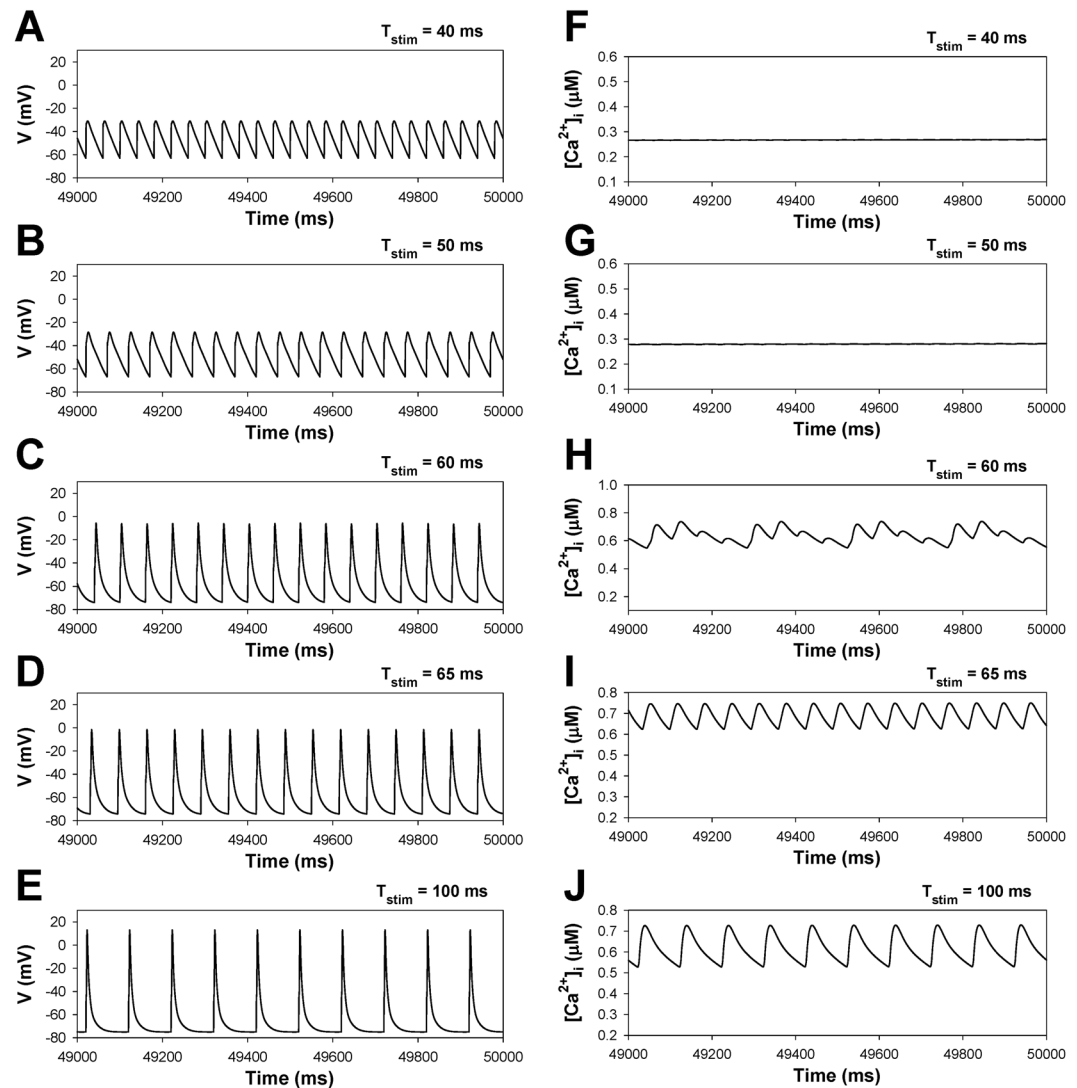 A
T_stim = 40 ms
V (mV)
20
0
-20
-40
-60
-80
49000 49200 49400 49600 49800 50000
Time (ms)
F
T_stim = 40 ms
[Ca²⁺]ᵢ (μM)
0.6
0.5
0.4
0.3
0.2
0.1
49000 49200 49400 49600 49800 50000
Time (ms)
B
T_stim = 50 ms
V (mV)
20
0
-20
-40
-60
-80
49000 49200 49400 49600 49800 50000
Time (ms)
G
T_stim = 50 ms
[Ca²⁺]ᵢ (μM)
0.6
0.5
0.4
0.3
0.2
0.1
49000 49200 49400 49600 49800 50000
Time (ms)
C
T_stim = 60 ms
V (mV)
20
0
-20
-40
-60
-80
49000 49200 49400 49600 49800 50000
Time (ms)
H
T_stim = 60 ms
[Ca²⁺]ᵢ (μM)
1.0
0.8
0.6
0.4
0.2
49000 49200 49400 49600 49800 50000
Time (ms)
D
T_stim = 65 ms
V (mV)
20
0
-20
-40
-60
-80
49000 49200 49400 49600 49800 50000
Time (ms)
I
T_stim = 65 ms
[Ca²⁺]ᵢ (μM)
0.8
0.7
0.6
0.5
0.4
0.3
0.2
49000 49200 49400 49600 49800 50000
Time (ms)
E
T_stim = 100 ms
V (mV)
20
0
-20
-40
-60
-80
49000 49200 49400 49600 49800 50000
Time (ms)
J
T_stim = 100 ms
[Ca²⁺]ᵢ (μM)
0.8
0.7
0.6
0.5
0.4
0.3
0.2
49000 49200 49400 49600 49800 50000
Time (ms)